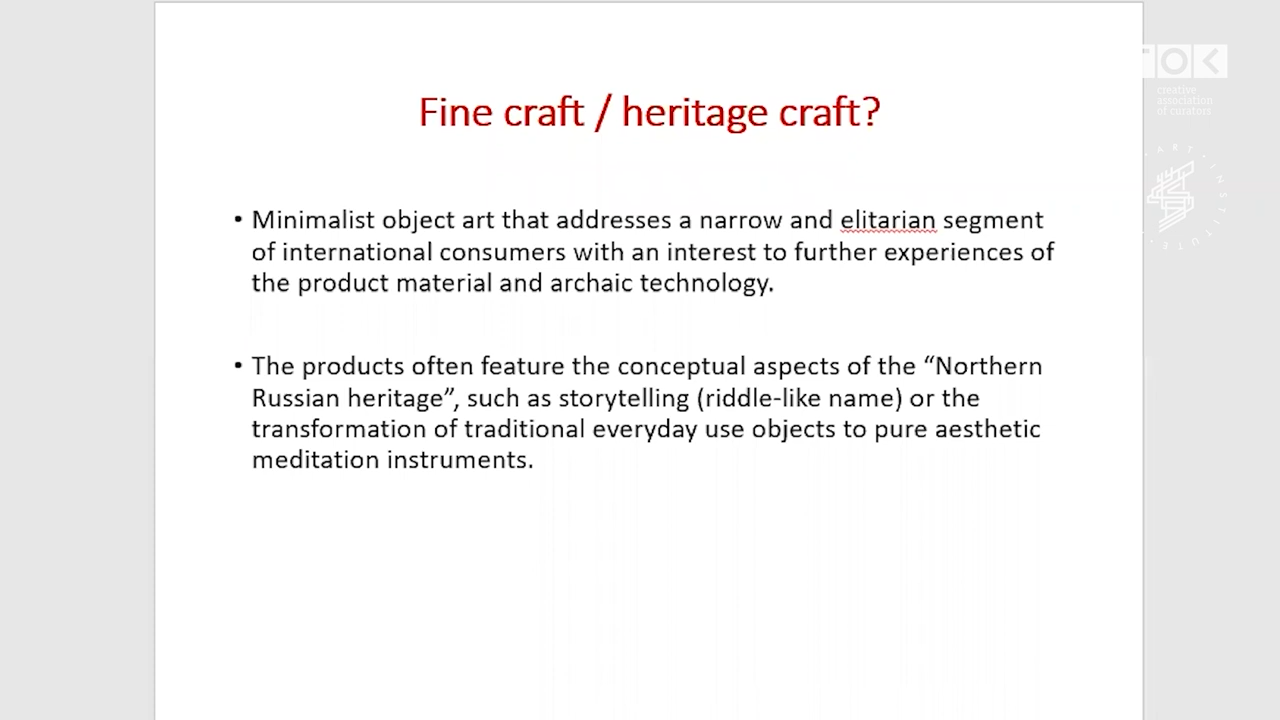 Fine craft / heritage craft?
• Minimalist object art that addresses a narrow and elitarian segment
of international consumers with an interest to further experiences of
the product material and archaic technology.
• The products often feature the conceptual aspects of the “Northern
Russian heritage”, such as storytelling (riddle-like name) or the
transformation of traditional everyday use objects to pure aesthetic
meditation instruments.
TOK
creative
association
of curators
ART • INSTITUTE •